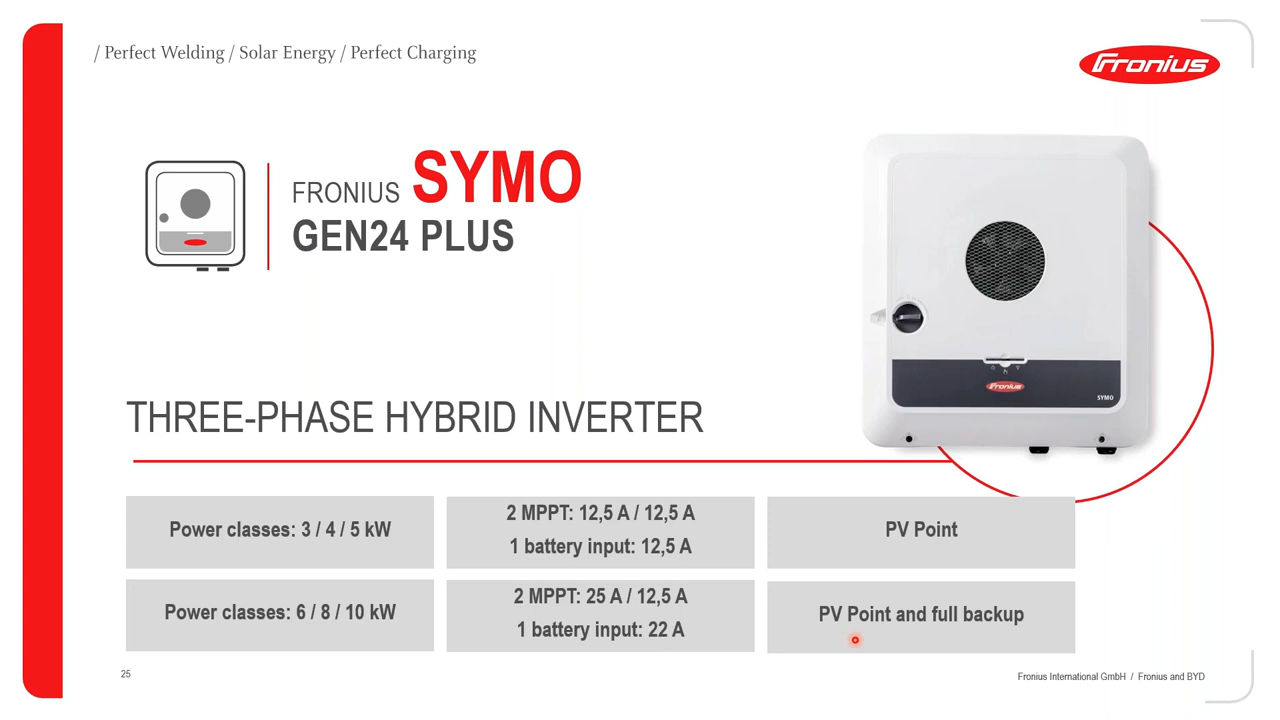 / Perfect Welding / Solar Energy / Perfect Charging
Fronius
FRONIUS SYMO
GEN24 PLUS
Fronius
SYMO
THREE-PHASE HYBRID INVERTER
Power classes: 3 / 4 / 5 kW
2 MPPT: 12,5 A / 12,5 A
1 battery input: 12,5 A
PV Point
Power classes: 6 / 8 / 10 kW
2 MPPT: 25 A / 12,5 A
1 battery input: 22 A
PV Point and full backup
25
Fronius International GmbH / Fronius and BYD